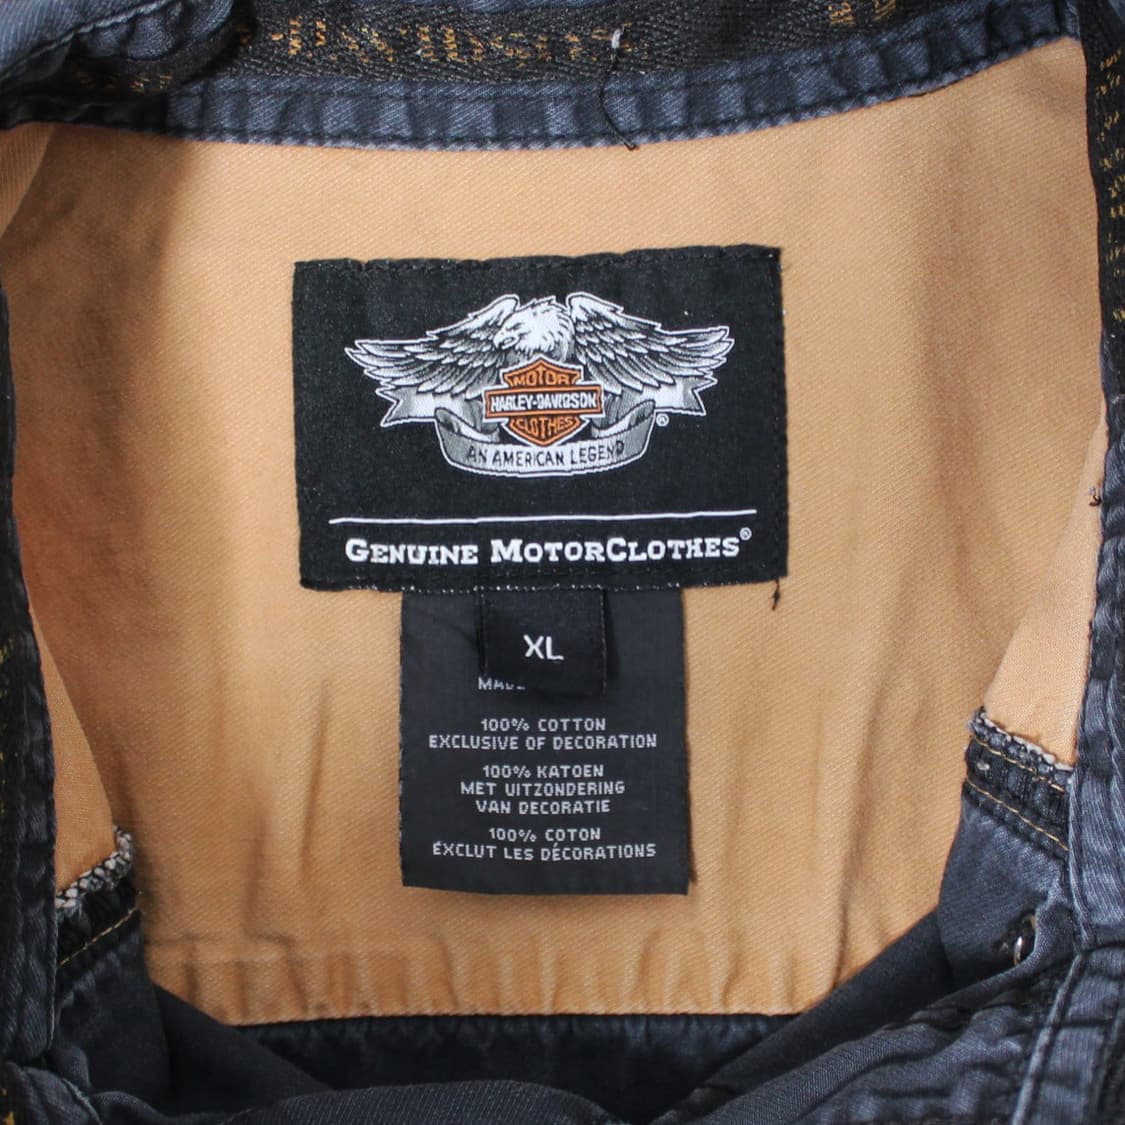 MOTOR
HARLEY-DAVIDSON
CLOTHES
®
AN AMERICAN LEGEND
GENUINE MOTORCLOTHES®
XL
100% COTTON
EXCLUSIVE OF DECORATION
100% KATOEN
MET UITZONDERING
VAN DECORATIE
100% COTON
EXCLUT LES DÉCORATIONS